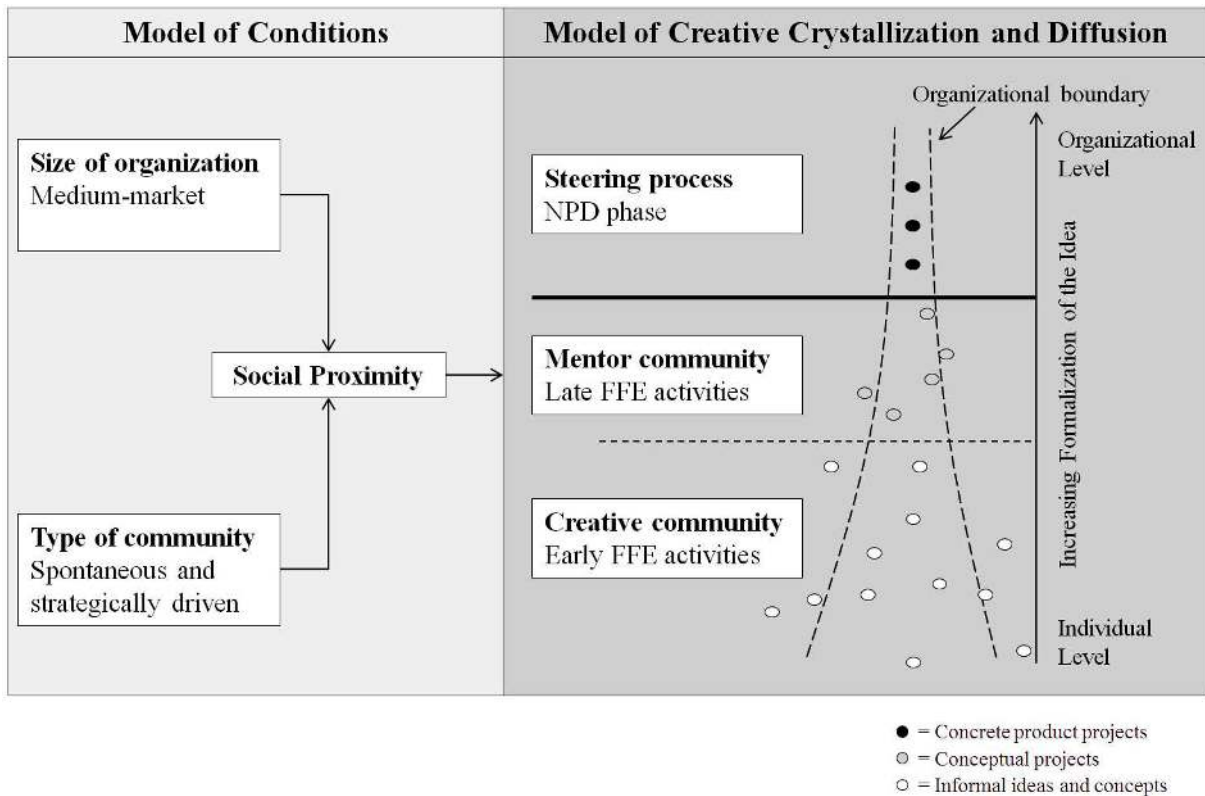 Model of Conditions
Model of Creative Crystallization and Diffusion
Size of organization
Medium-market
Social Proximity
Type of community
Spontaneous and
strategically driven
Organizational boundary
Steering process
NPD phase
Mentor community
Late FFE activities
Creative community
Early FFE activities
Organizational
Level
Increasing Formalization of the Idea
Individual
Level
= Concrete product projects
= Conceptual projects
= Informal ideas and concepts